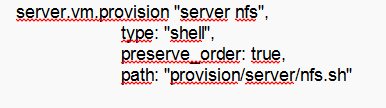 server.vm.provision "server nfs",
type: "shell",
preserve_order: true,
path: "provision/server/nfs.sh"